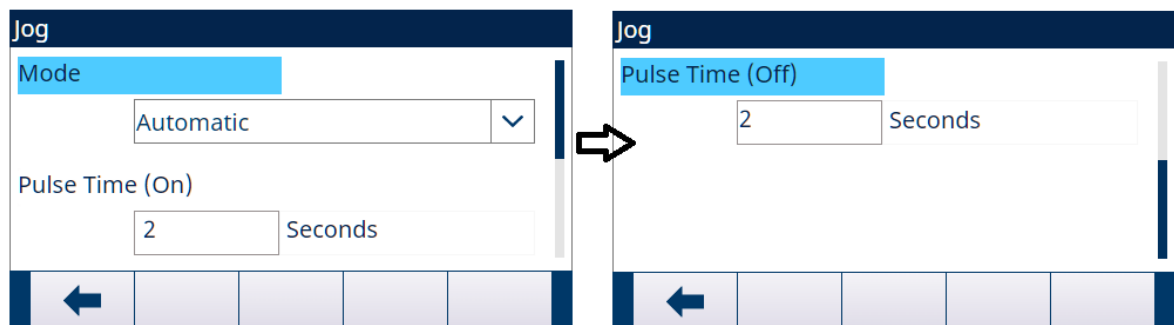 Jog
Mode
Automatic
Pulse Time (On)
2 Seconds
Jog
Pulse Time (Off)
2 Seconds